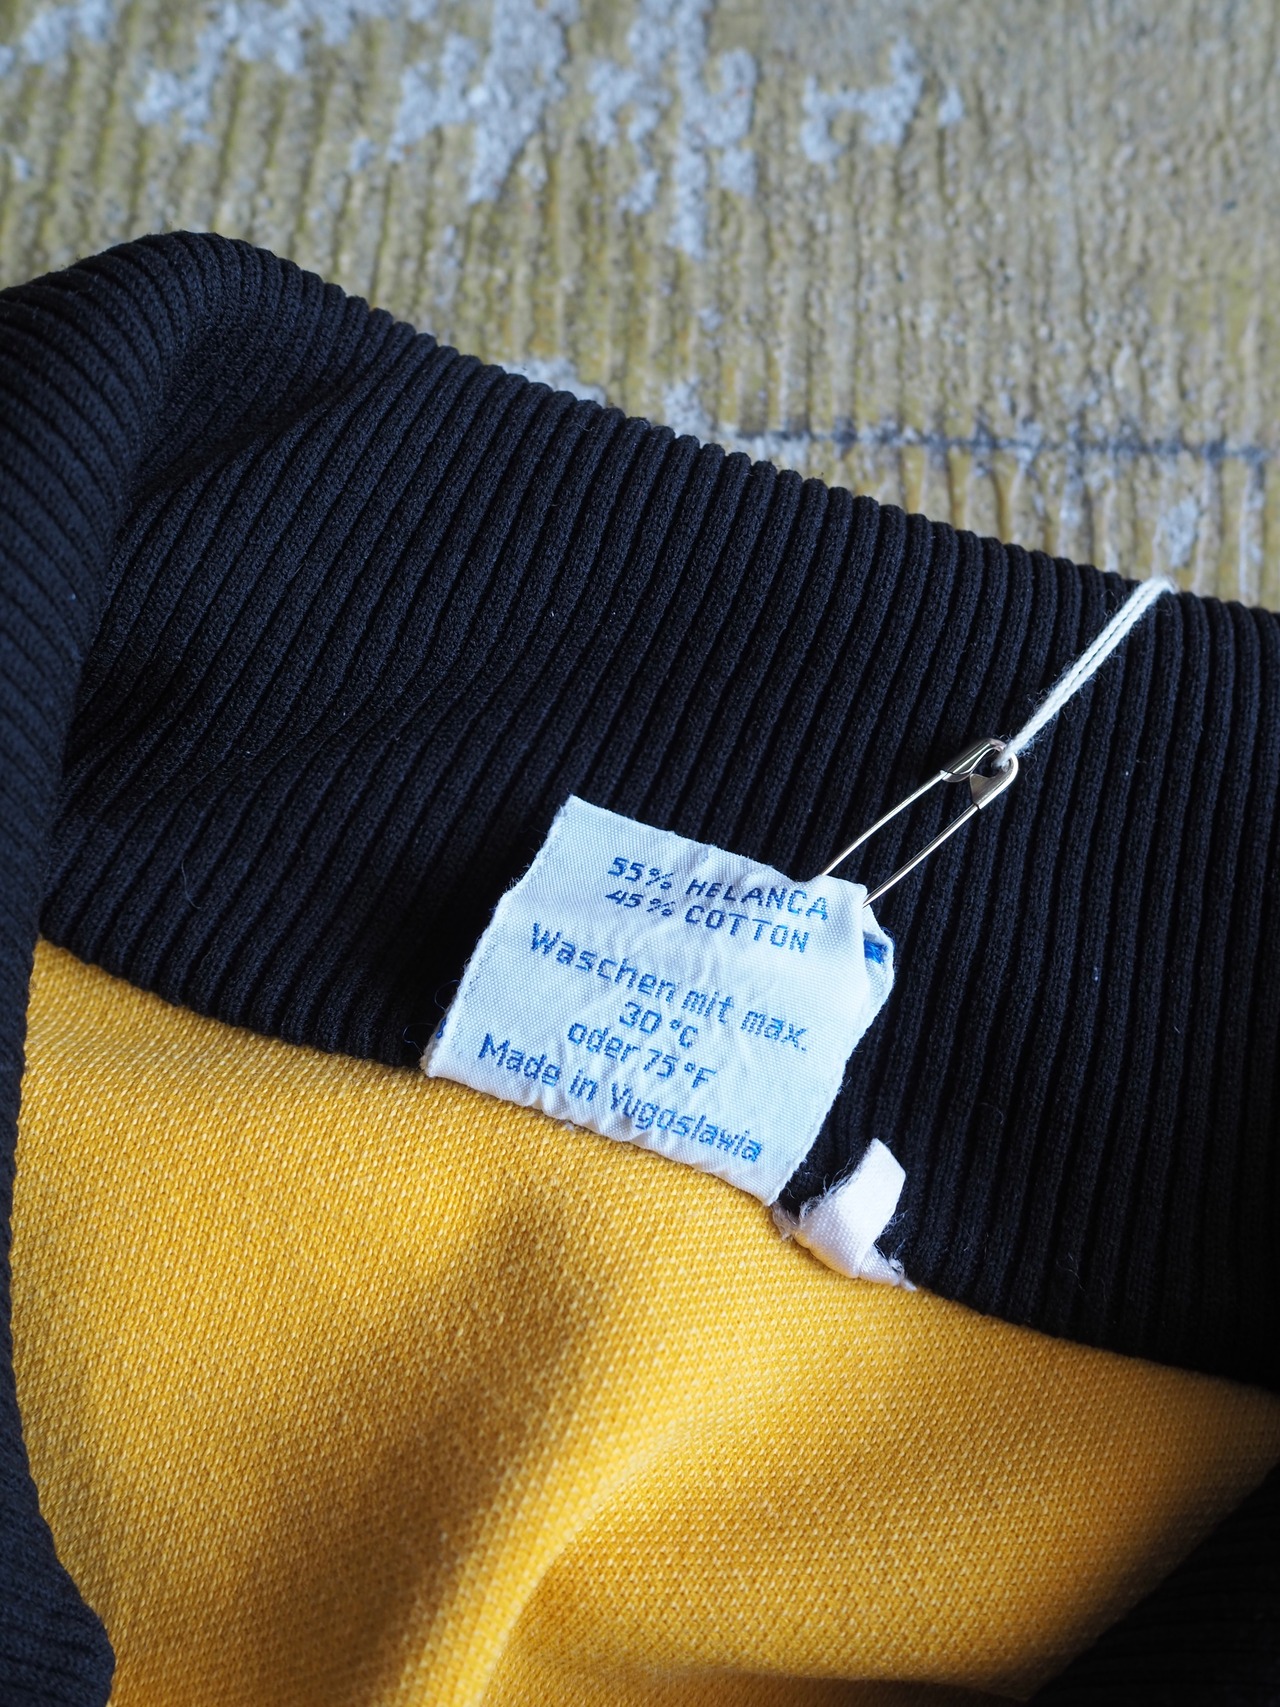 55% HELANCA
45% COTTON
Waschen mit max.
30°C
oder 75°F
Made in Yugoslawia